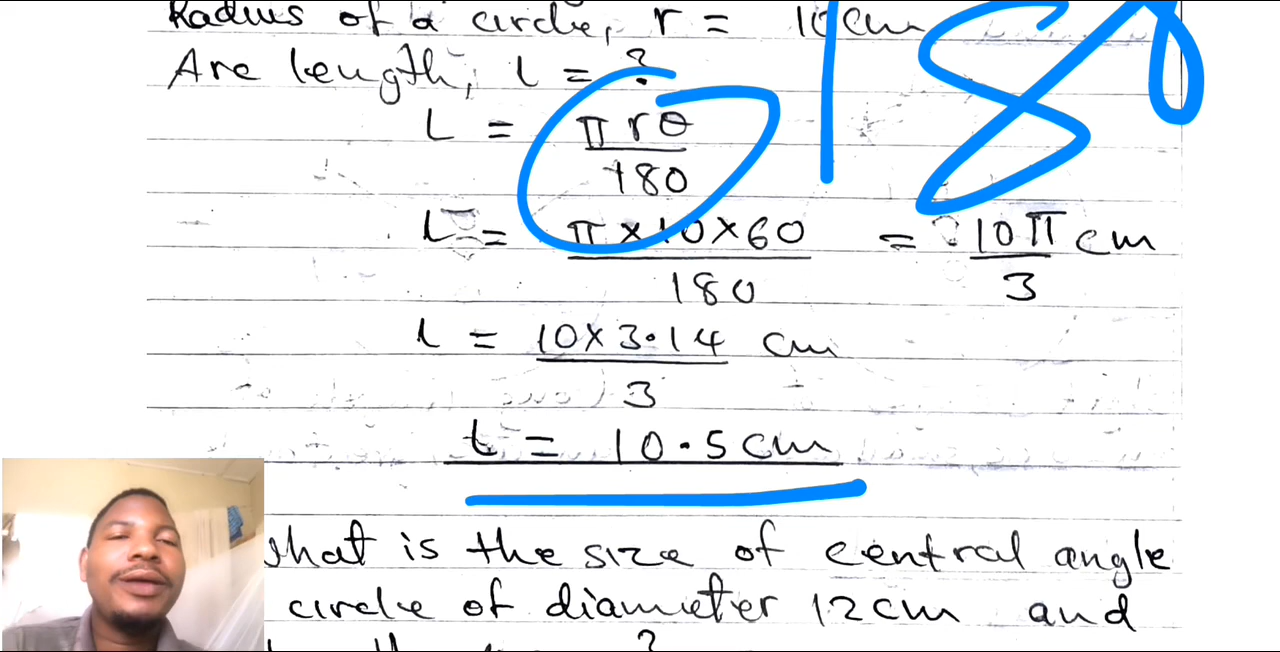 Radius of a circle, r = 10cm
180
Arc length, l = ?
L = πrθ/180
L = π×10×60/180 = 10π/3 cm
l = 10×3.14/3 cm
l = 10.5cm
what is the size of central angle
circle of diameter 12cm and
?